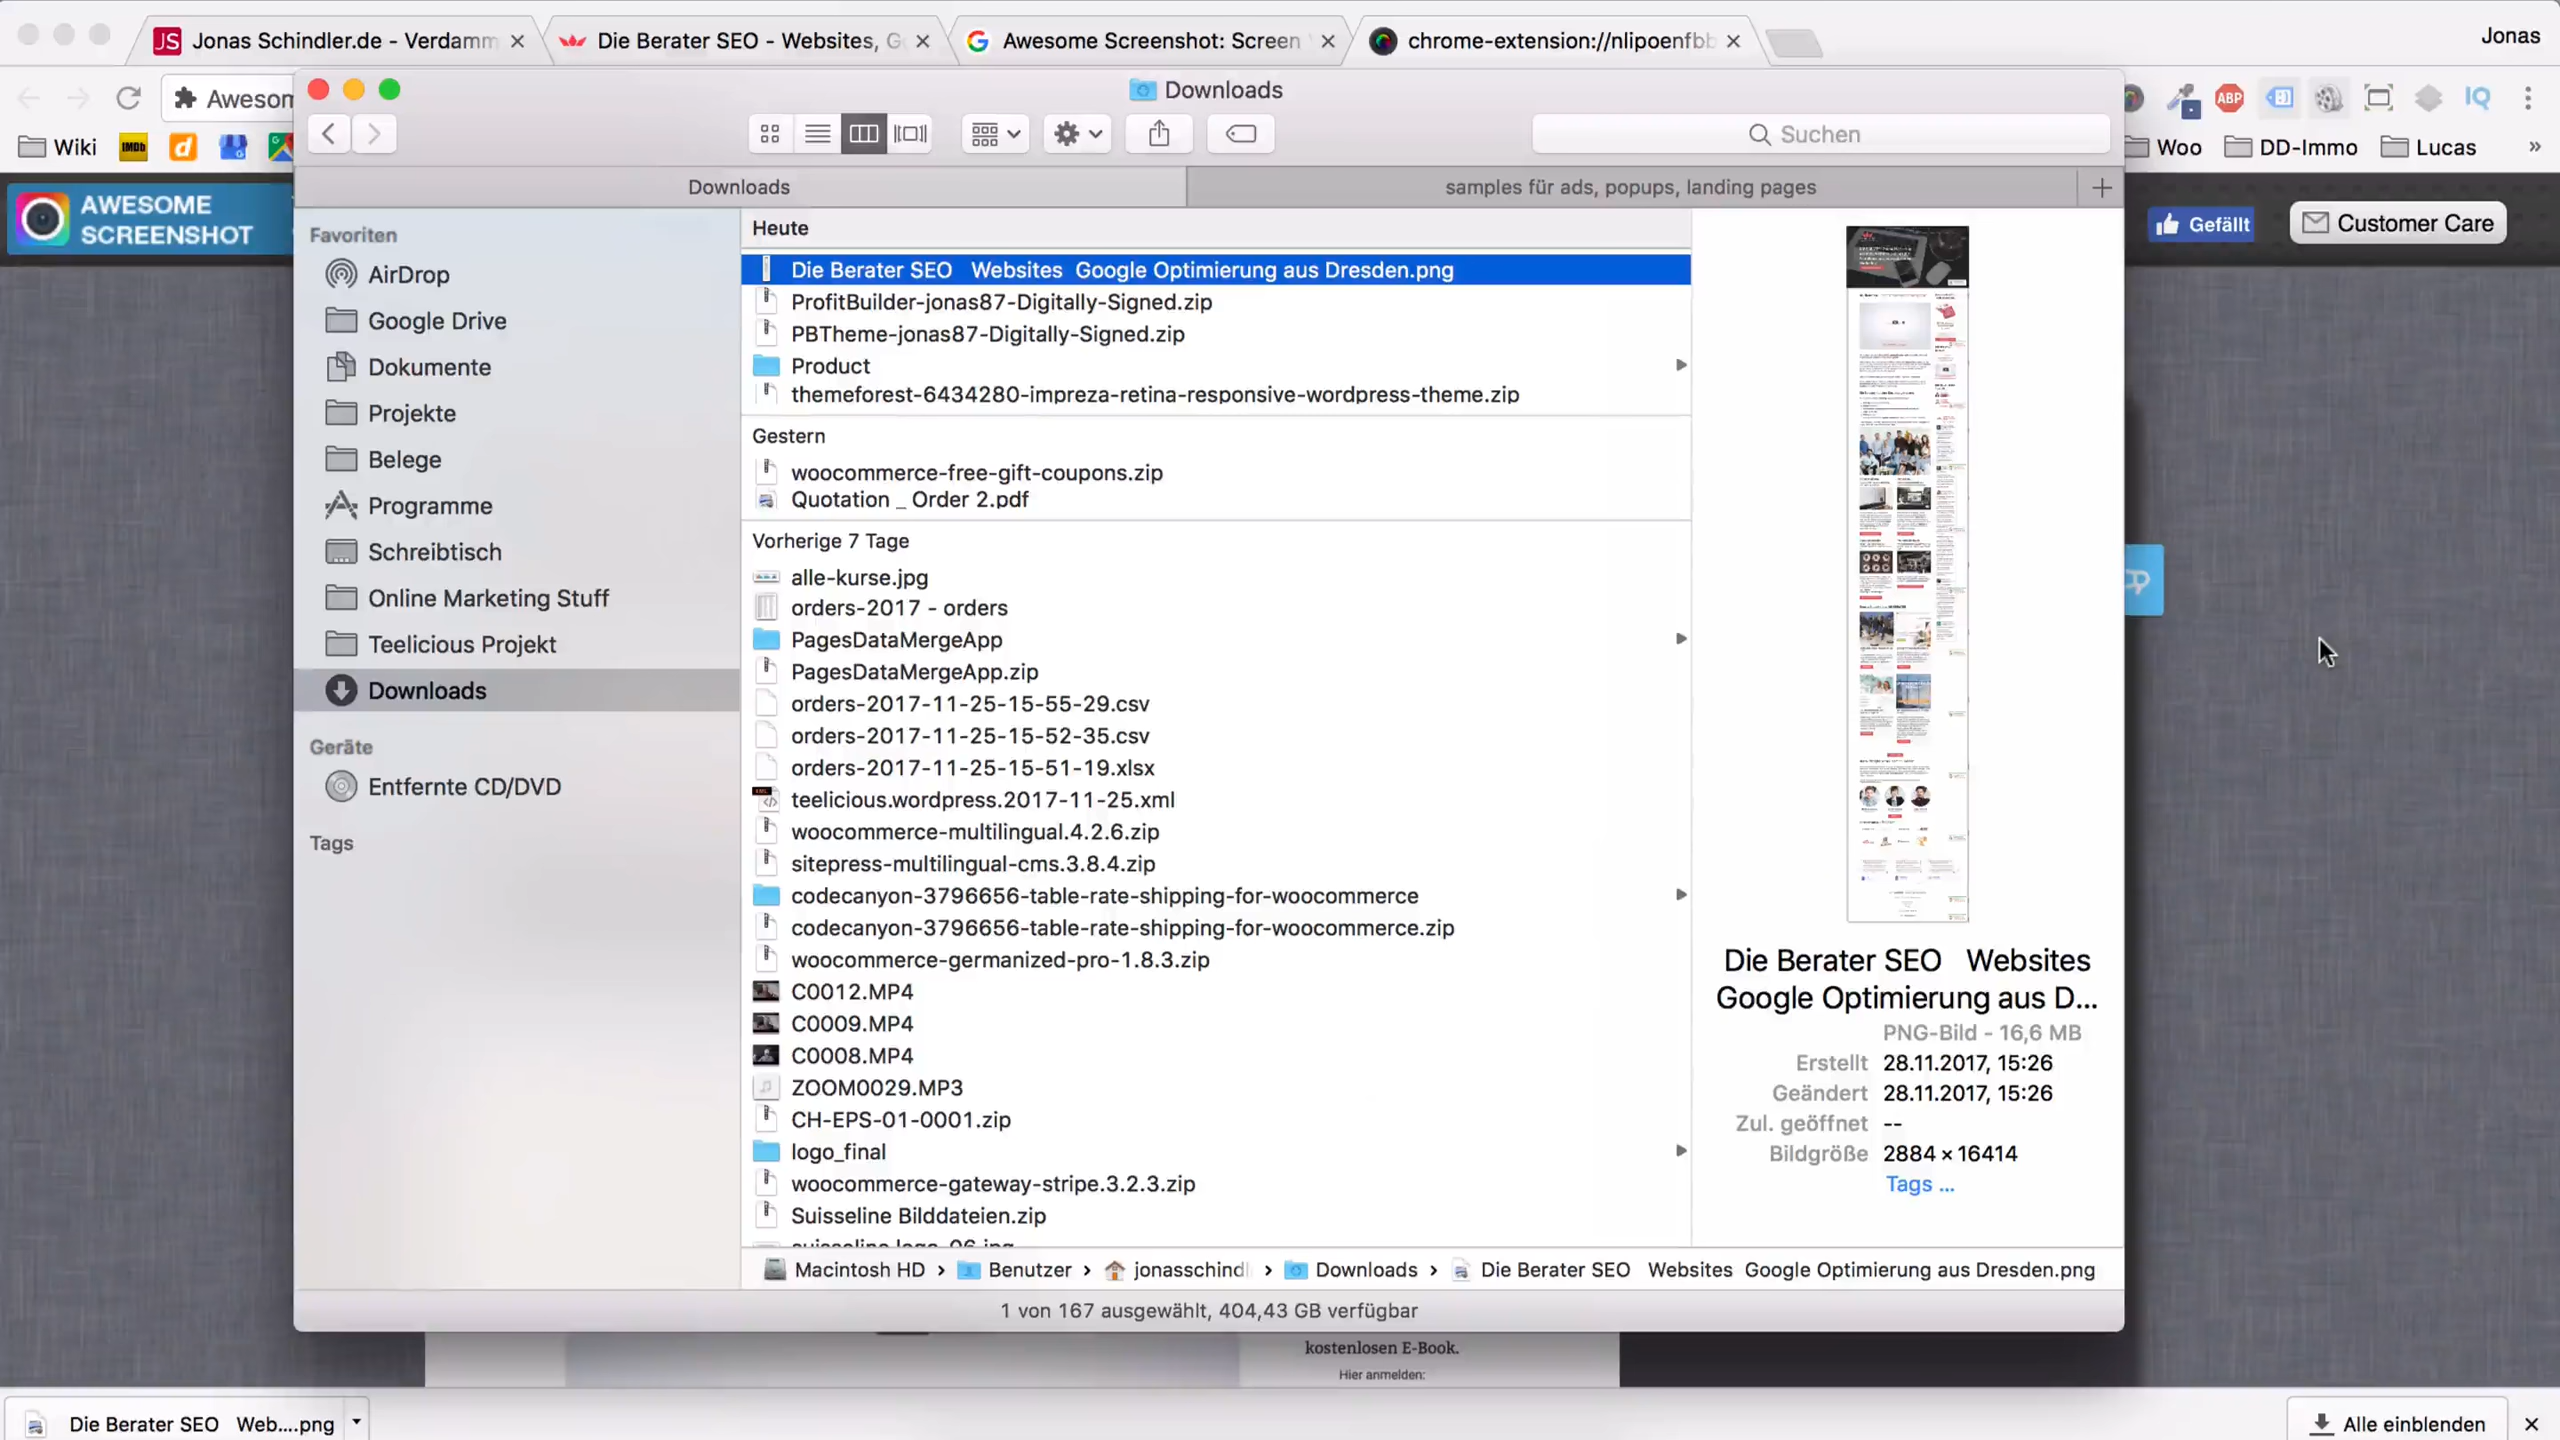 JS Jonas Schindler.de - Verdamm
Die Berater SEO - Websites, G
Awesome Screenshot: Screen
chrome-extension://nlipoenfbb
Jonas
Awesom
Downloads
ABP
IQ
Wiki
IMDb
d
G
Suchen
Woo
DD-Immo
Lucas
»
Downloads
samples für ads, popups, landing pages
AWESOME
SCREENSHOT
Gefällt
Customer Care
Favoriten
AirDrop
Google Drive
Dokumente
Projekte
Belege
Programme
Schreibtisch
Online Marketing Stuff
Teelicious Projekt
Downloads
Geräte
Entfernte CD/DVD
Tags
Heute
Die Berater SEO   Websites  Google Optimierung aus Dresden.png
ProfitBuilder-jonas87-Digitally-Signed.zip
PBTheme-jonas87-Digitally-Signed.zip
Product
themeforest-6434280-impreza-retina-responsive-wordpress-theme.zip
Gestern
woocommerce-free-gift-coupons.zip
Quotation _ Order 2.pdf
Vorherige 7 Tage
alle-kurse.jpg
orders-2017 - orders
PagesDataMergeApp
PagesDataMergeApp.zip
orders-2017-11-25-15-55-29.csv
orders-2017-11-25-15-52-35.csv
orders-2017-11-25-15-51-19.xlsx
teelicious.wordpress.2017-11-25.xml
woocommerce-multilingual.4.2.6.zip
sitepress-multilingual-cms.3.8.4.zip
codecanyon-3796656-table-rate-shipping-for-woocommerce
codecanyon-3796656-table-rate-shipping-for-woocommerce.zip
woocommerce-germanized-pro-1.8.3.zip
C0012.MP4
C0009.MP4
C0008.MP4
ZOOM0029.MP3
CH-EPS-01-0001.zip
logo_final
woocommerce-gateway-stripe.3.2.3.zip
Suisseline Bilddateien.zip
suisseline logo_06.jpg
Die Berater SEO   Websites
Google Optimierung aus D...
PNG-Bild - 16,6 MB
Erstellt 28.11.2017, 15:26
Geändert 28.11.2017, 15:26
Zul. geöffnet --
Bildgröße 2884 × 16414
Tags ...
Macintosh HD › Benutzer › jonasschindl › Downloads › Die Berater SEO   Websites  Google Optimierung aus Dresden.png
1 von 167 ausgewählt, 404,43 GB verfügbar
kostenlosen E-Book.
Hier anmelden:
Die Berater SEO   Web....png
Alle einblenden